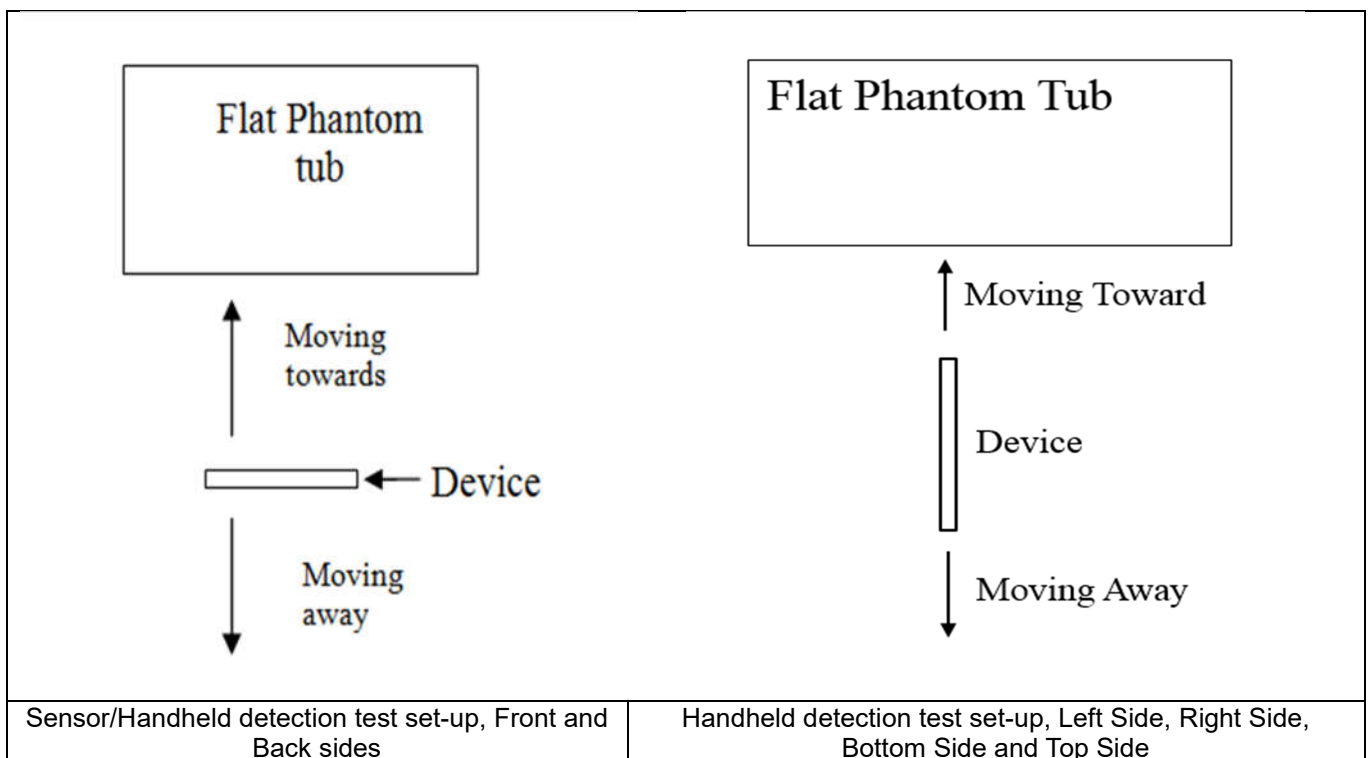 Flat Phantom
tub
Moving
towards
Device
Moving
away
Flat Phantom Tub
Moving Toward
Device
Moving Away
Sensor/Handheld detection test set-up, Front and
Back sides
Handheld detection test set-up, Left Side, Right Side,
Bottom Side and Top Side